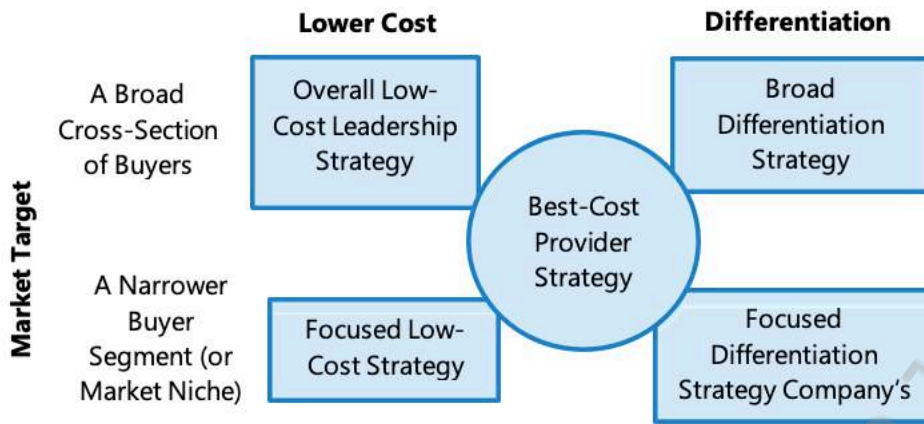 Lower Cost
Differentiation
A Broad
Cross-Section
of Buyers
Overall Low-
Cost Leadership
Strategy
Broad
Differentiation
Strategy
Best-Cost
Provider
Strategy
Market Target
A Narrower
Buyer
Segment (or
Market Niche)
Focused Low-
Cost Strategy
Focused
Differentiation
Strategy Company's